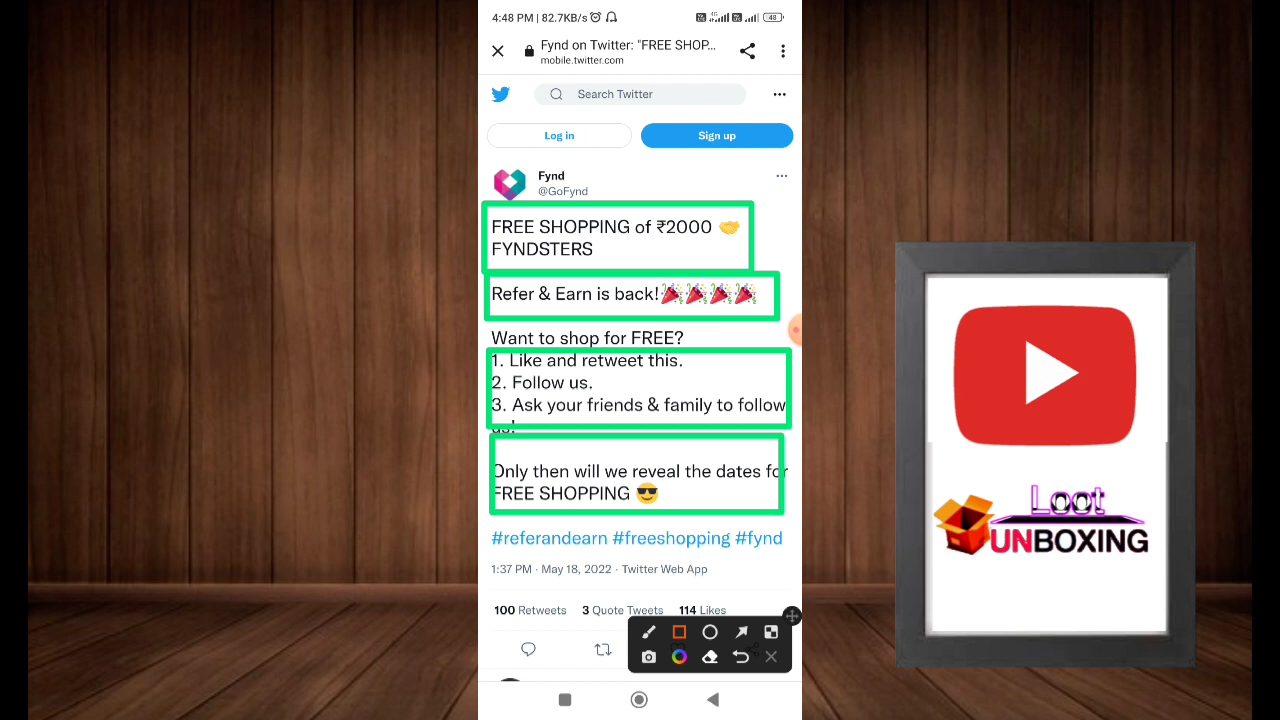 4:48 PM | 82.7KB/s
4G
48
Fynd on Twitter: "FREE SHOP...
mobile.twitter.com
Search Twitter
Log in
Sign up
Fynd
@GoFynd
FREE SHOPPING of ₹2000 🤝
FYNDSTERS
Refer & Earn is back!🎉🎉🎉🎉
Want to shop for FREE?
1. Like and retweet this.
2. Follow us.
3. Ask your friends & family to follow
us!
Only then will we reveal the dates for
FREE SHOPPING 😎
#referandearn #freeshopping #fynd
1:37 PM · May 18, 2022 · Twitter Web App
100 Retweets 3 Quote Tweets 114 Likes
Loot
UNBOXING